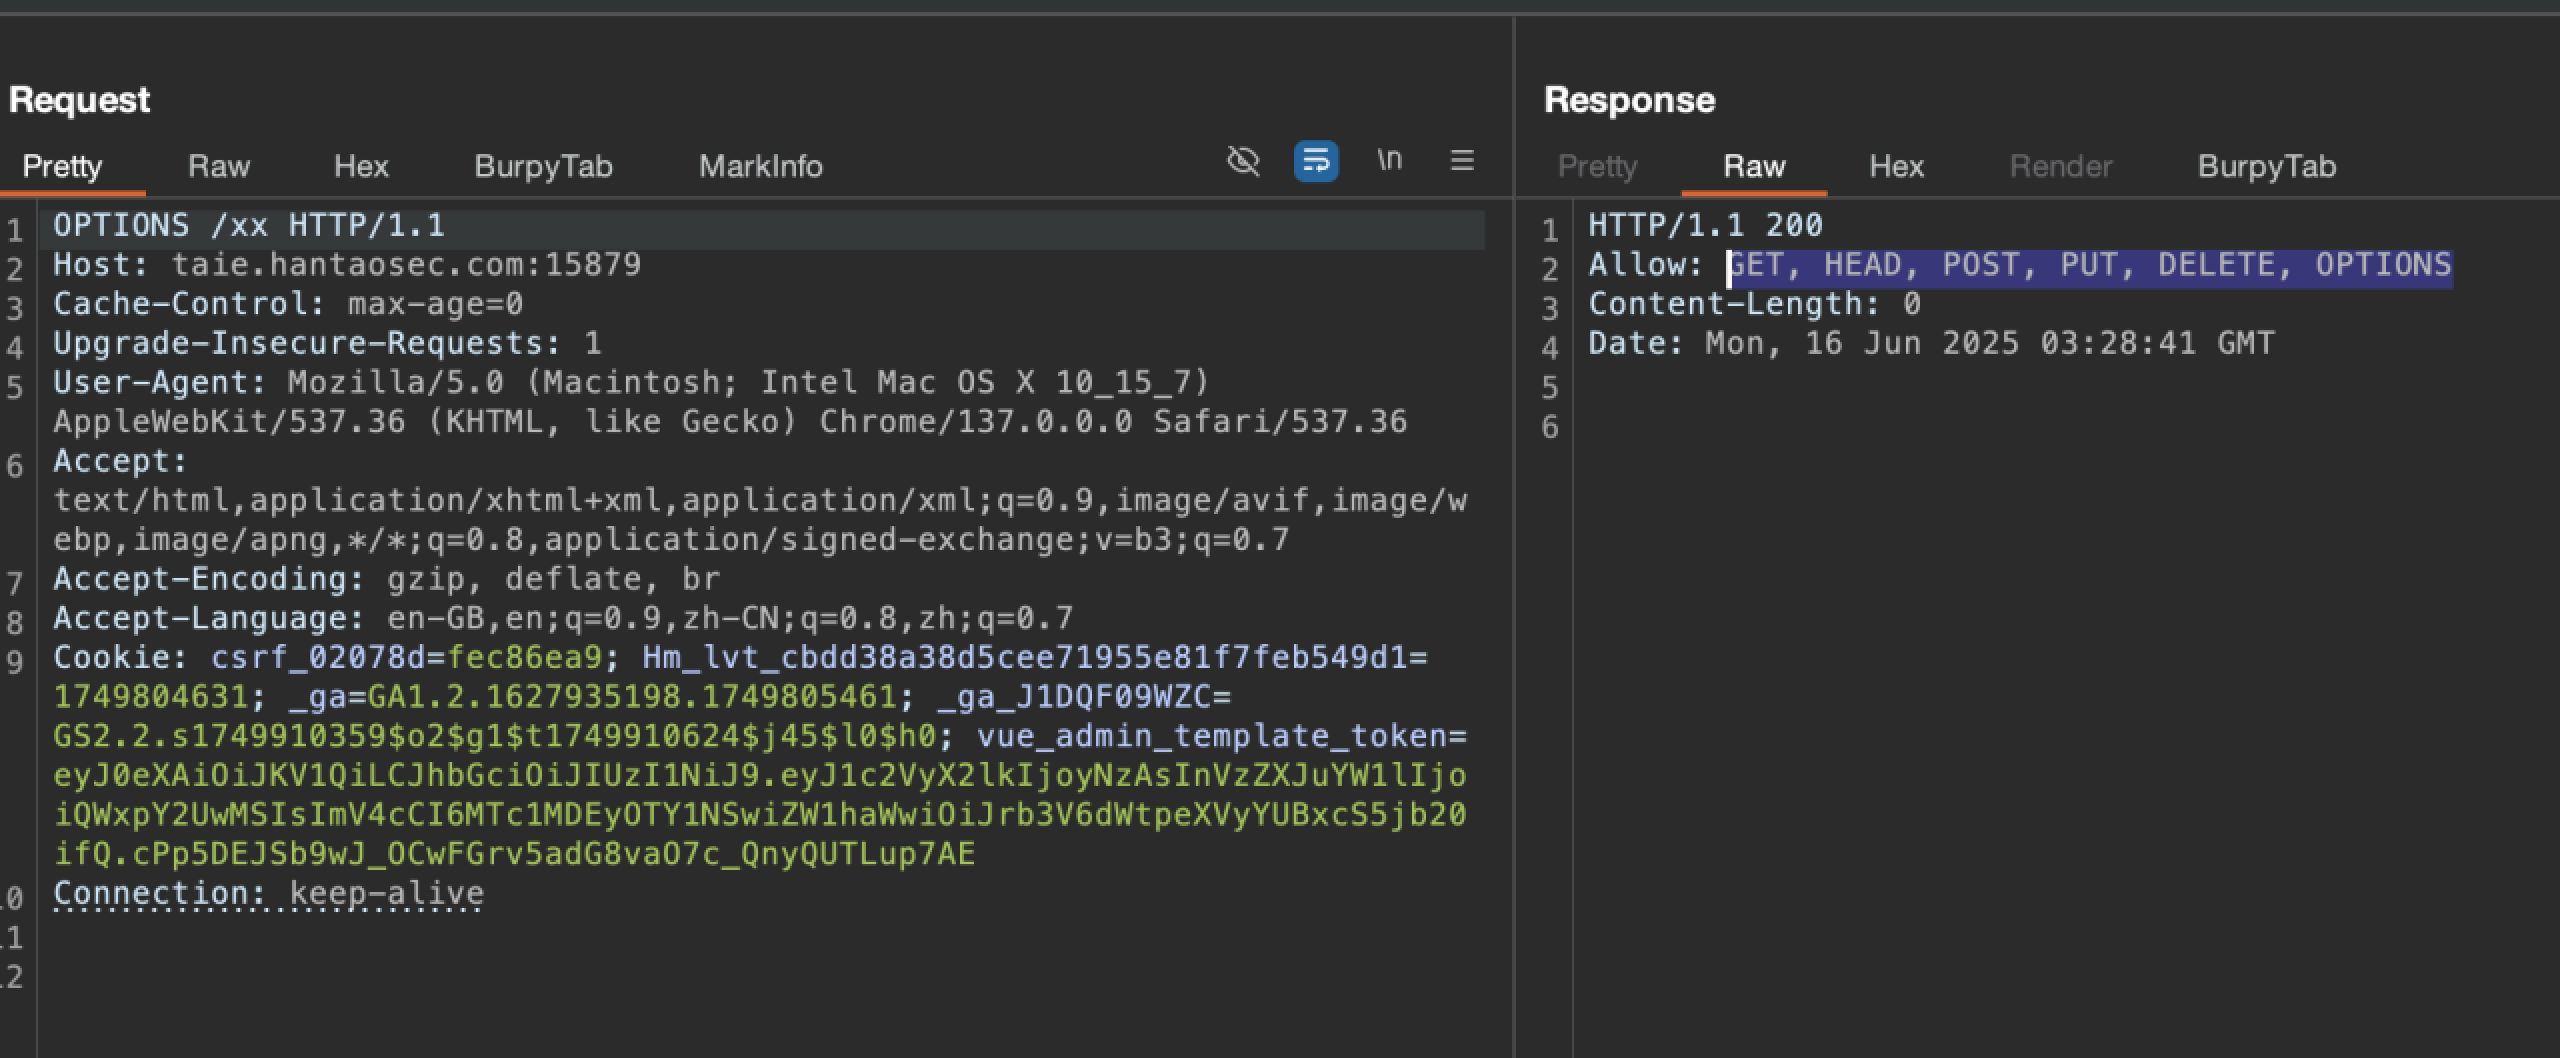 Request
Pretty Raw Hex BurpyTab MarkInfo \n
1 OPTIONS /xx HTTP/1.1
2 Host: taie.hantaosec.com:15879
3 Cache-Control: max-age=0
4 Upgrade-Insecure-Requests: 1
5 User-Agent: Mozilla/5.0 (Macintosh; Intel Mac OS X 10_15_7)
AppleWebKit/537.36 (KHTML, like Gecko) Chrome/137.0.0.0 Safari/537.36
6 Accept:
text/html,application/xhtml+xml,application/xml;q=0.9,image/avif,image/w
ebp,image/apng,*/*;q=0.8,application/signed-exchange;v=b3;q=0.7
7 Accept-Encoding: gzip, deflate, br
8 Accept-Language: en-GB,en;q=0.9,zh-CN;q=0.8,zh;q=0.7
9 Cookie: csrf_02078d=fec86ea9; Hm_lvt_cbdd38a38d5cee71955e81f7feb549d1=
1749804631; _ga=GA1.2.1627935198.1749805461; _ga_J1DQF09WZC=
GS2.2.s1749910359$o2$g1$t1749910624$j45$l0$h0; vue_admin_template_token=
eyJ0eXAiOiJKV1QiLCJhbGciOiJIUzI1NiJ9.eyJ1c2VyX2lkIjoyNzAsInVzZXJuYW1lIjo
iQWxpY2UwMSIsImV4cCI6MTc1MDEyOTY1NSwiZW1haWwiOiJrb3V6dWtpeXVyYUBxcS5jb20
ifQ.cPp5DEJSb9wJ_OCwFGrv5adG8vaO7c_QnyQUTLup7AE
0 Connection: keep-alive
1
2
Response
Pretty Raw Hex Render BurpyTab
1 HTTP/1.1 200
2 Allow: GET, HEAD, POST, PUT, DELETE, OPTIONS
3 Content-Length: 0
4 Date: Mon, 16 Jun 2025 03:28:41 GMT
5
6